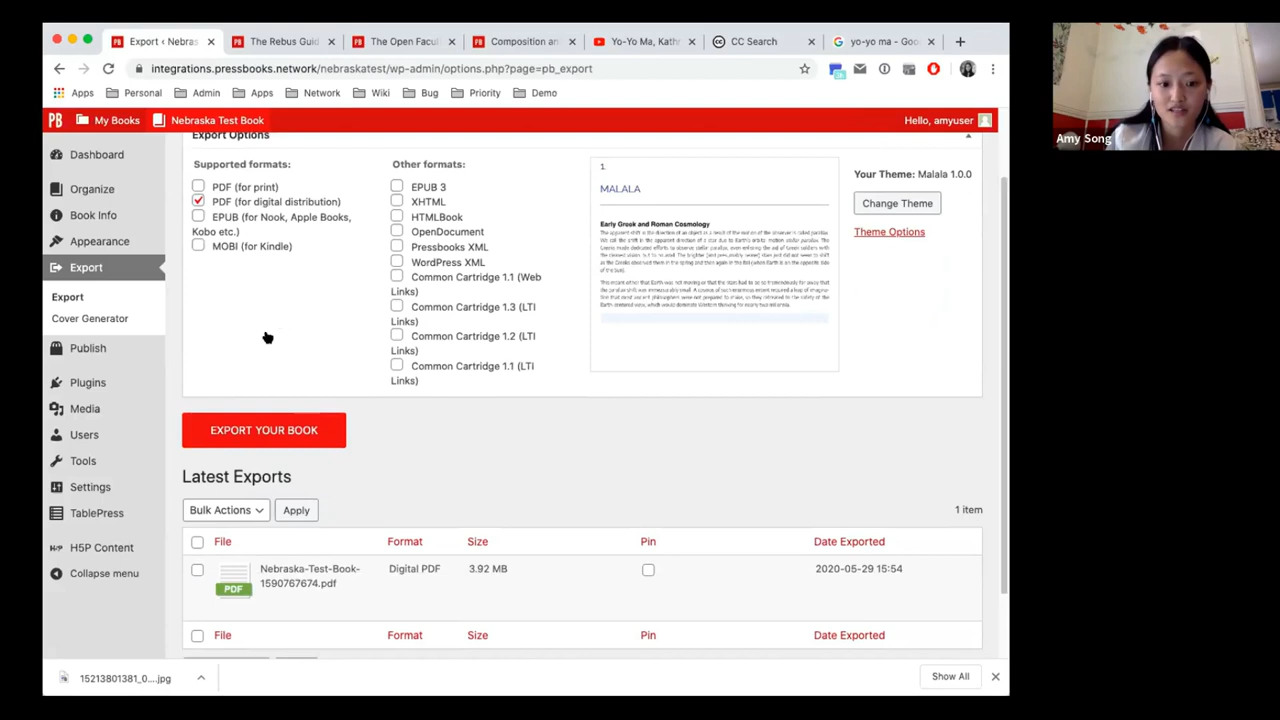 Export ‹ Nebras
The Rebus Guid
The Open Facul
Composition an
Yo-Yo Ma, Kath
CC Search
yo-yo ma - Goo
integrations.pressbooks.network/nebraskatest/wp-admin/options.php?page=pb_export
Apps
Personal
Admin
Apps
Network
Wiki
Bug
Priority
Demo
PB
My Books
Nebraska Test Book
Hello, amyuser
Dashboard
Organize
Book Info
Appearance
Export
Export
Cover Generator
Publish
Plugins
Media
Users
Tools
Settings
TablePress
H5P Content
Collapse menu
Export Options
Supported formats:
PDF (for print)
PDF (for digital distribution)
EPUB (for Nook, Apple Books,
Kobo etc.)
MOBI (for Kindle)
Other formats:
EPUB 3
XHTML
HTMLBook
OpenDocument
Pressbooks XML
WordPress XML
Common Cartridge 1.1 (Web
Links)
Common Cartridge 1.3 (LTI
Links)
Common Cartridge 1.2 (LTI
Links)
Common Cartridge 1.1 (LTI
Links)
1
MALALA
Early Greek and Roman Cosmology
Your Theme: Malala 1.0.0
Change Theme
Theme Options
EXPORT YOUR BOOK
Latest Exports
Bulk Actions
Apply
1 item
File Format Size Pin Date Exported
Nebraska-Test-Book-
1590767674.pdf
PDF
Digital PDF
3.92 MB
2020-05-29 15:54
File Format Size Pin Date Exported
15213801381_0....jpg
Show All
Amy Song